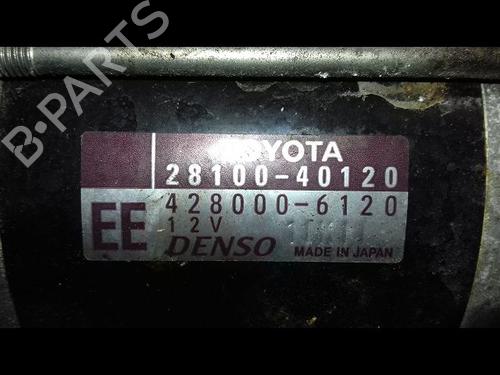 B-PARTS
TOYOTA
28100-40120
EE
428000-6120
12V
DENSO
MADE IN JAPAN